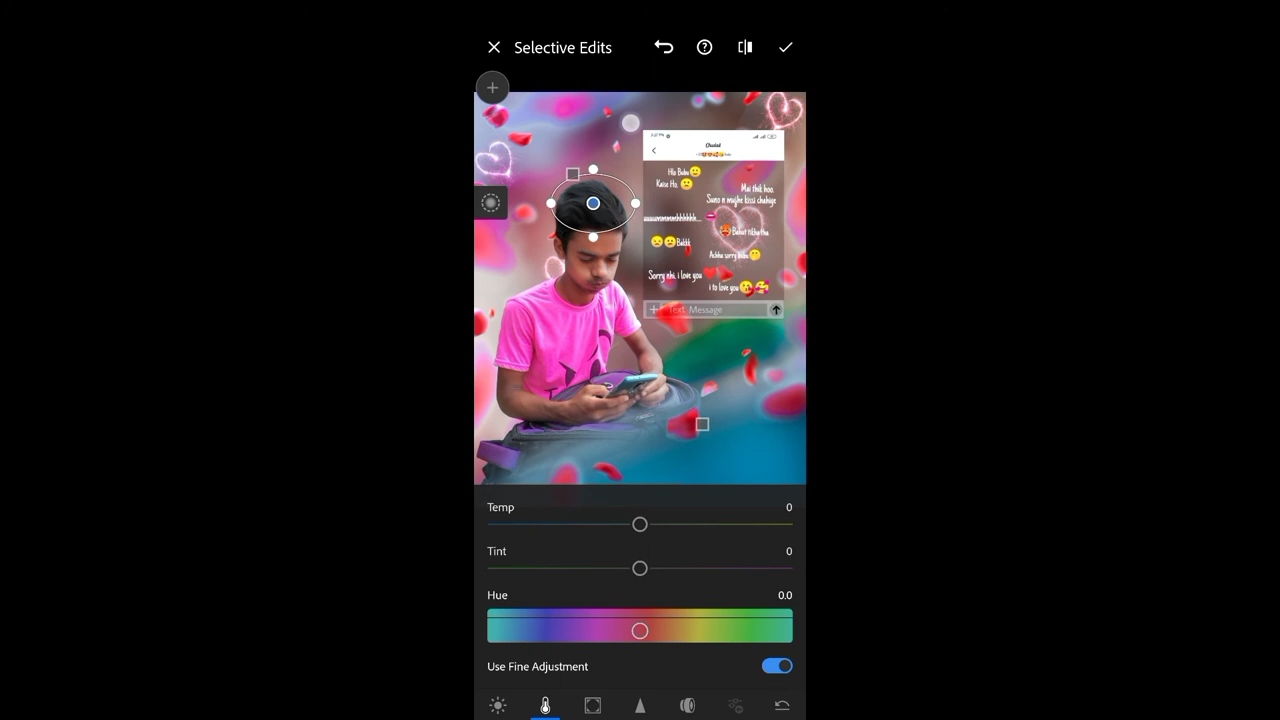 Selective Edits
Hlo Babu
Kaise Ho.
Mai thik hoo.
Suno n mujhe kissi chahiye
Bahut tikha tha
Bakkk
Achha sorry babu
Sorry nhi. i love you
i to love you
Text Message
Temp 0
Tint 0
Hue 0.0
Use Fine Adjustment